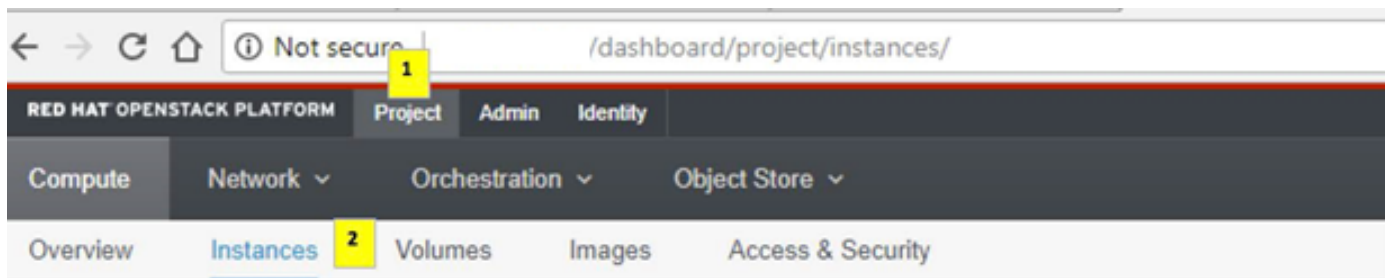 Not secure /dashboard/project/instances/
1
RED HAT OPENSTACK PLATFORM Project Admin Identity
Compute Network Orchestration Object Store
Overview Instances 2 Volumes Images Access & Security